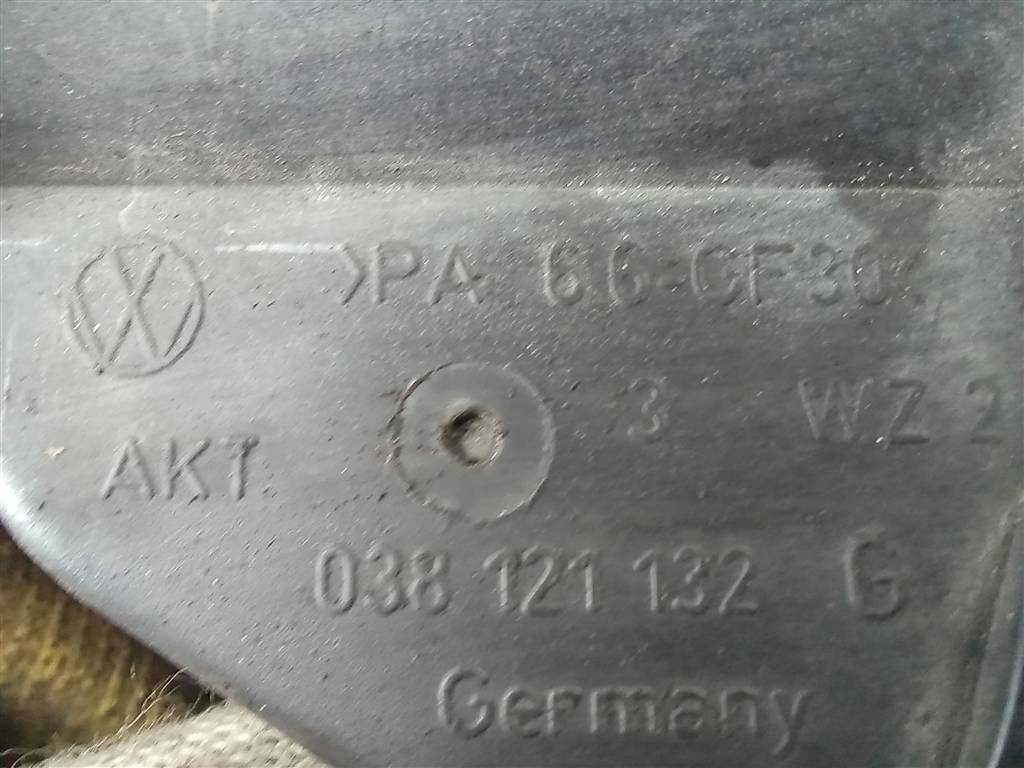 >PA 6.6-GF30<
3 WZ 2
AKT.
038 121 132 G
Germany